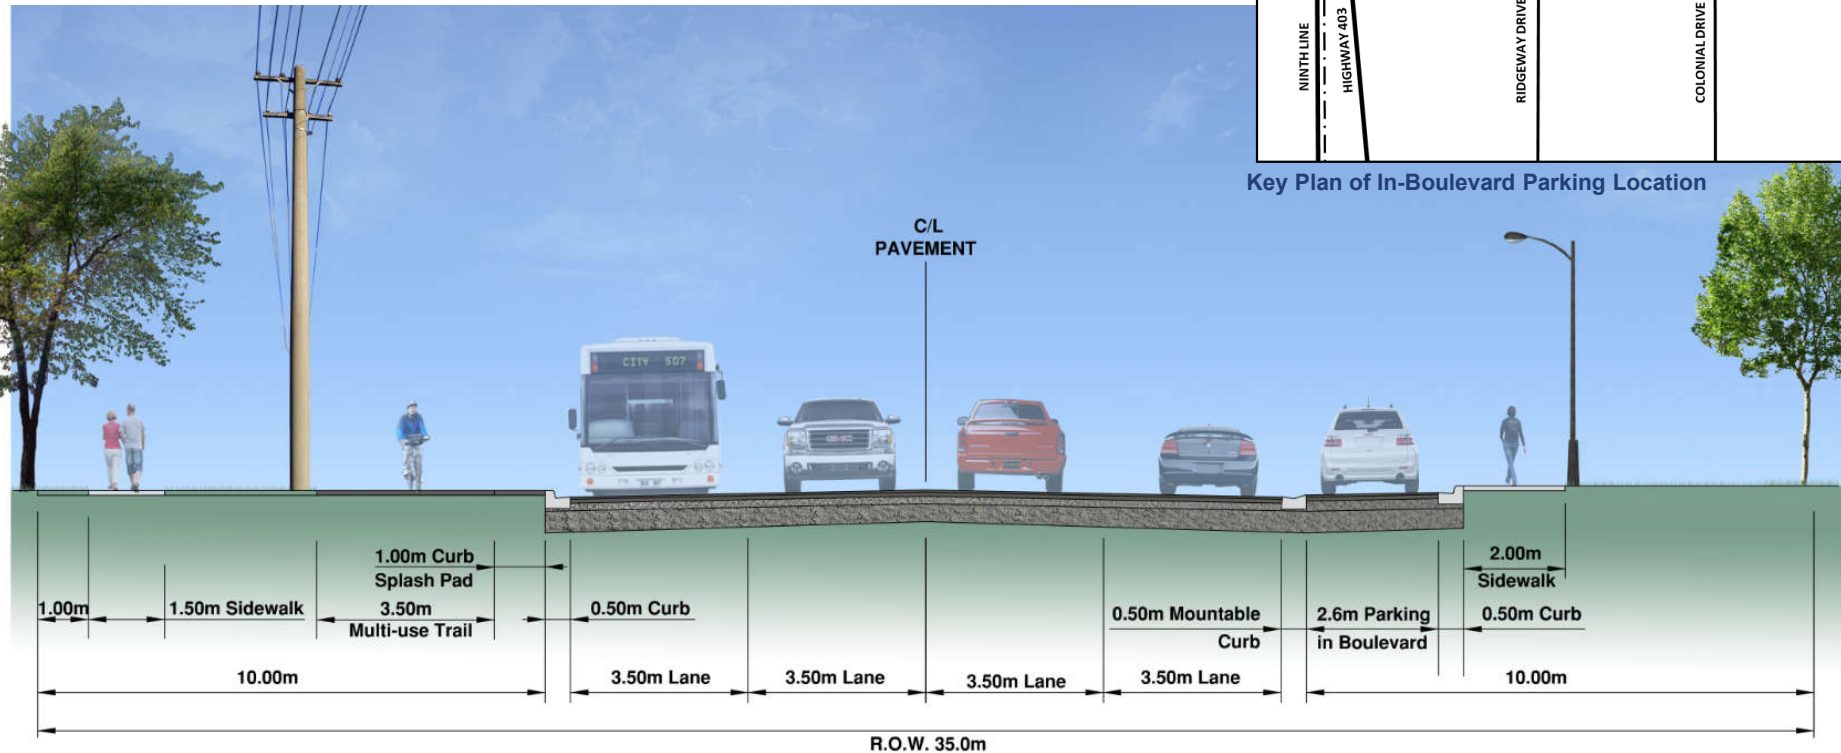 NINTH LINE
HIGHWAY 403
RIDGEWAY DRIVE
COLONIAL DRIVE
Key Plan of In-Boulevard Parking Location
C/L
PAVEMENT
CITY 507
GMC
1.00m Curb
Splash Pad
2.00m
Sidewalk
1.00m
1.50m Sidewalk
3.50m
Multi-use Trail
0.50m Curb
0.50m Mountable
Curb
2.6m Parking
in Boulevard
0.50m Curb
10.00m
3.50m Lane
3.50m Lane
3.50m Lane
3.50m Lane
10.00m
R.O.W. 35.0m